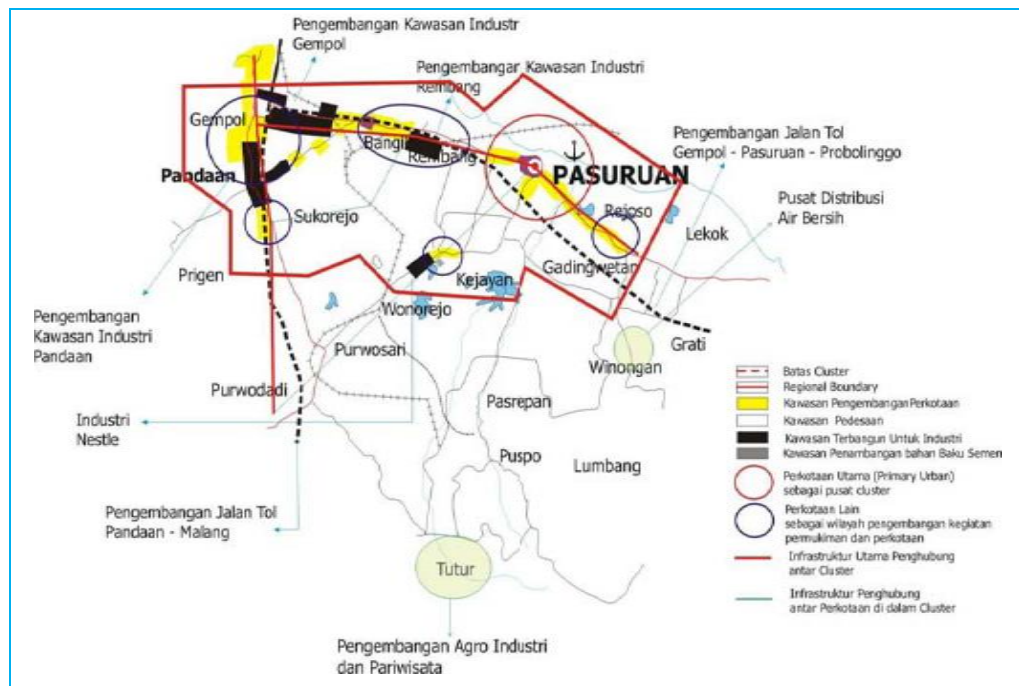 Pengembangan Kawasan Industr
Gempol
Pengembangar Kawasan Industri
Rembang
Gempol
Bangil
Rembang
Pengembangan Jalan Tol
Gempol - Pasuruan - Probolinggo
Pandaan
PASURUAN
Pusat Distribusi
Air Bersih
Sukorejo
Rejoso
Lekok
Prigen
Kejayan
Gadingwetan
Wonorejo
Pengembangan
Kawasan Industri
Pandaan
Purwosari
Grati
Winongan
Purwodadi
Pasrepan
Industri
Nestle
Puspo
Lumbang
Pengembangan Jalan Tol
Pandaan - Malang
Tutur
Pengembangan Agro Industri
dan Pariwisata
Batas Cluster
Regional Boundary
Kawasan Pengembangan Perkotaan
Kawasan Pedesaan
Kawasan Terbangun Untuk Industri
Kawasan Penambangan bahan Baku Semen
Perkotaan Utama (Primary Urban)
sebagai pusat cluster
Perkotaan Lain
sebagai wilayah pengembangan kegiatan
permukiman dan perkotaan
Infrastruktur Utama Penghubung
antar Cluster
Infrastruktur Penghubung
antar Perkotaan di dalam Cluster